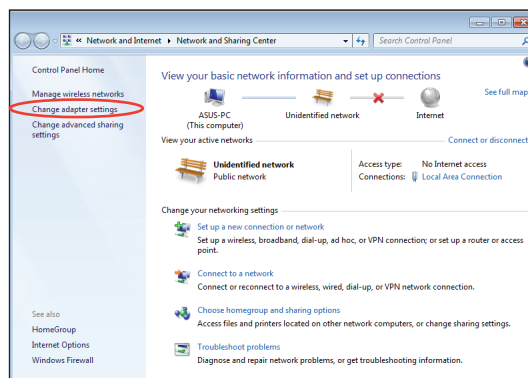 « Network and Internet ▸ Network and Sharing Center
Search Control Panel
Control Panel Home
Manage wireless networks
Change adapter settings
Change advanced sharing
settings
See also
HomeGroup
Internet Options
Windows Firewall
View your basic network information and set up connections
See full map
ASUS-PC
(This computer)
Unidentified network
Internet
View your active networks
Connect or disconnect
Unidentified network
Public network
Access type: No Internet access
Connections: Local Area Connection
Change your networking settings
Set up a new connection or network
Set up a wireless, broadband, dial-up, ad hoc, or VPN connection; or set up a router or access
point.
Connect to a network
Connect or reconnect to a wireless, wired, dial-up, or VPN network connection.
Choose homegroup and sharing options
Access files and printers located on other network computers, or change sharing settings.
Troubleshoot problems
Diagnose and repair network problems, or get troubleshooting information.